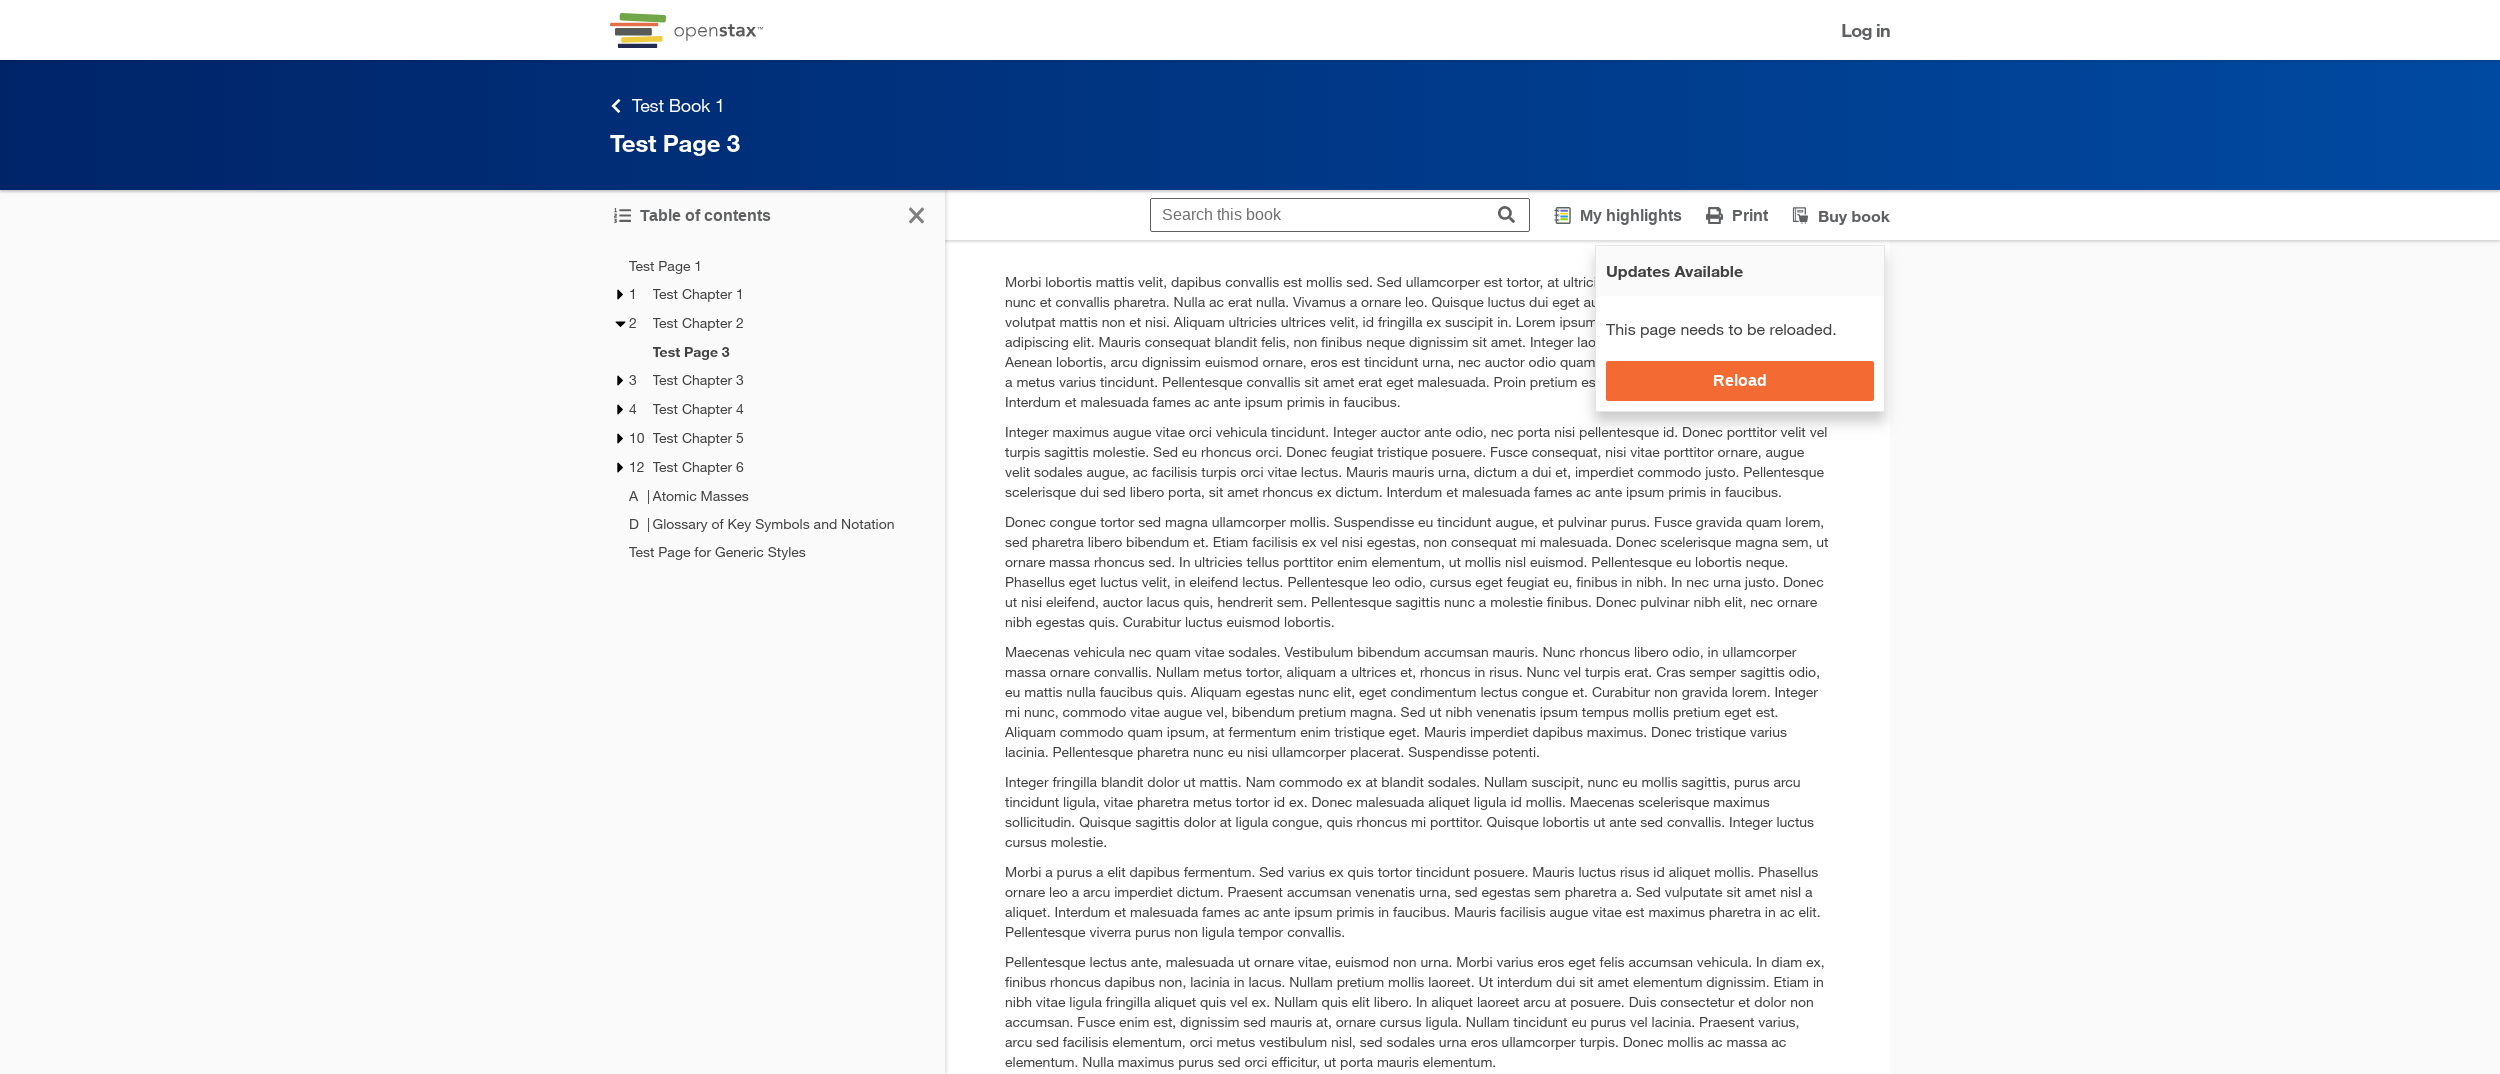 openstax™
Log in
Test Book 1
Test Page 3
Table of contents
Search this book
My highlights
Print
Buy book
Test Page 1
1 Test Chapter 1
2 Test Chapter 2
Test Page 3
3 Test Chapter 3
4 Test Chapter 4
10 Test Chapter 5
12 Test Chapter 6
A | Atomic Masses
D | Glossary of Key Symbols and Notation
Test Page for Generic Styles
Updates Available
This page needs to be reloaded.
Reload
Morbi lobortis mattis velit, dapibus convallis est mollis sed. Sed ullamcorper est tortor, at ultrici
nunc et convallis pharetra. Nulla ac erat nulla. Vivamus a ornare leo. Quisque luctus dui eget au
volutpat mattis non et nisi. Aliquam ultricies ultrices velit, id fringilla ex suscipit in. Lorem ipsum
adipiscing elit. Mauris consequat blandit felis, non finibus neque dignissim sit amet. Integer lao
Aenean lobortis, arcu dignissim euismod ornare, eros est tincidunt urna, nec auctor odio quam
a metus varius tincidunt. Pellentesque convallis sit amet erat eget malesuada. Proin pretium es
Interdum et malesuada fames ac ante ipsum primis in faucibus.
Integer maximus augue vitae orci vehicula tincidunt. Integer auctor ante odio, nec porta nisi pellentesque id. Donec porttitor velit vel
turpis sagittis molestie. Sed eu rhoncus orci. Donec feugiat tristique posuere. Fusce consequat, nisi vitae porttitor ornare, augue
velit sodales augue, ac facilisis turpis orci vitae lectus. Mauris mauris urna, dictum a dui et, imperdiet commodo justo. Pellentesque
scelerisque dui sed libero porta, sit amet rhoncus ex dictum. Interdum et malesuada fames ac ante ipsum primis in faucibus.
Donec congue tortor sed magna ullamcorper mollis. Suspendisse eu tincidunt augue, et pulvinar purus. Fusce gravida quam lorem,
sed pharetra libero bibendum et. Etiam facilisis ex vel nisi egestas, non consequat mi malesuada. Donec scelerisque magna sem, ut
ornare massa rhoncus sed. In ultricies tellus porttitor enim elementum, ut mollis nisl euismod. Pellentesque eu lobortis neque.
Phasellus eget luctus velit, in eleifend lectus. Pellentesque leo odio, cursus eget feugiat eu, finibus in nibh. In nec urna justo. Donec
ut nisi eleifend, auctor lacus quis, hendrerit sem. Pellentesque sagittis nunc a molestie finibus. Donec pulvinar nibh elit, nec ornare
nibh egestas quis. Curabitur luctus euismod lobortis.
Maecenas vehicula nec quam vitae sodales. Vestibulum bibendum accumsan mauris. Nunc rhoncus libero odio, in ullamcorper
massa ornare convallis. Nullam metus tortor, aliquam a ultrices et, rhoncus in risus. Nunc vel turpis erat. Cras semper sagittis odio,
eu mattis nulla faucibus quis. Aliquam egestas nunc elit, eget condimentum lectus congue et. Curabitur non gravida lorem. Integer
mi nunc, commodo vitae augue vel, bibendum pretium magna. Sed ut nibh venenatis ipsum tempus mollis pretium eget est.
Aliquam commodo quam ipsum, at fermentum enim tristique eget. Mauris imperdiet dapibus maximus. Donec tristique varius
lacinia. Pellentesque pharetra nunc eu nisi ullamcorper placerat. Suspendisse potenti.
Integer fringilla blandit dolor ut mattis. Nam commodo ex at blandit sodales. Nullam suscipit, nunc eu mollis sagittis, purus arcu
tincidunt ligula, vitae pharetra metus tortor id ex. Donec malesuada aliquet ligula id mollis. Maecenas scelerisque maximus
sollicitudin. Quisque sagittis dolor at ligula congue, quis rhoncus mi porttitor. Quisque lobortis ut ante sed convallis. Integer luctus
cursus molestie.
Morbi a purus a elit dapibus fermentum. Sed varius ex quis tortor tincidunt posuere. Mauris luctus risus id aliquet mollis. Phasellus
ornare leo a arcu imperdiet dictum. Praesent accumsan venenatis urna, sed egestas sem pharetra a. Sed vulputate sit amet nisl a
aliquet. Interdum et malesuada fames ac ante ipsum primis in faucibus. Mauris facilisis augue vitae est maximus pharetra in ac elit.
Pellentesque viverra purus non ligula tempor convallis.
Pellentesque lectus ante, malesuada ut ornare vitae, euismod non urna. Morbi varius eros eget felis accumsan vehicula. In diam ex,
finibus rhoncus dapibus non, lacinia in lacus. Nullam pretium mollis laoreet. Ut interdum dui sit amet elementum dignissim. Etiam in
nibh vitae ligula fringilla aliquet quis vel ex. Nullam quis elit libero. In aliquet laoreet arcu at posuere. Duis consectetur et dolor non
accumsan. Fusce enim est, dignissim sed mauris at, ornare cursus ligula. Nullam tincidunt eu purus vel lacinia. Praesent varius,
arcu sed facilisis elementum, orci metus vestibulum nisl, sed sodales urna eros ullamcorper turpis. Donec mollis ac massa ac
elementum. Nulla maximus purus sed orci efficitur, ut porta mauris elementum.